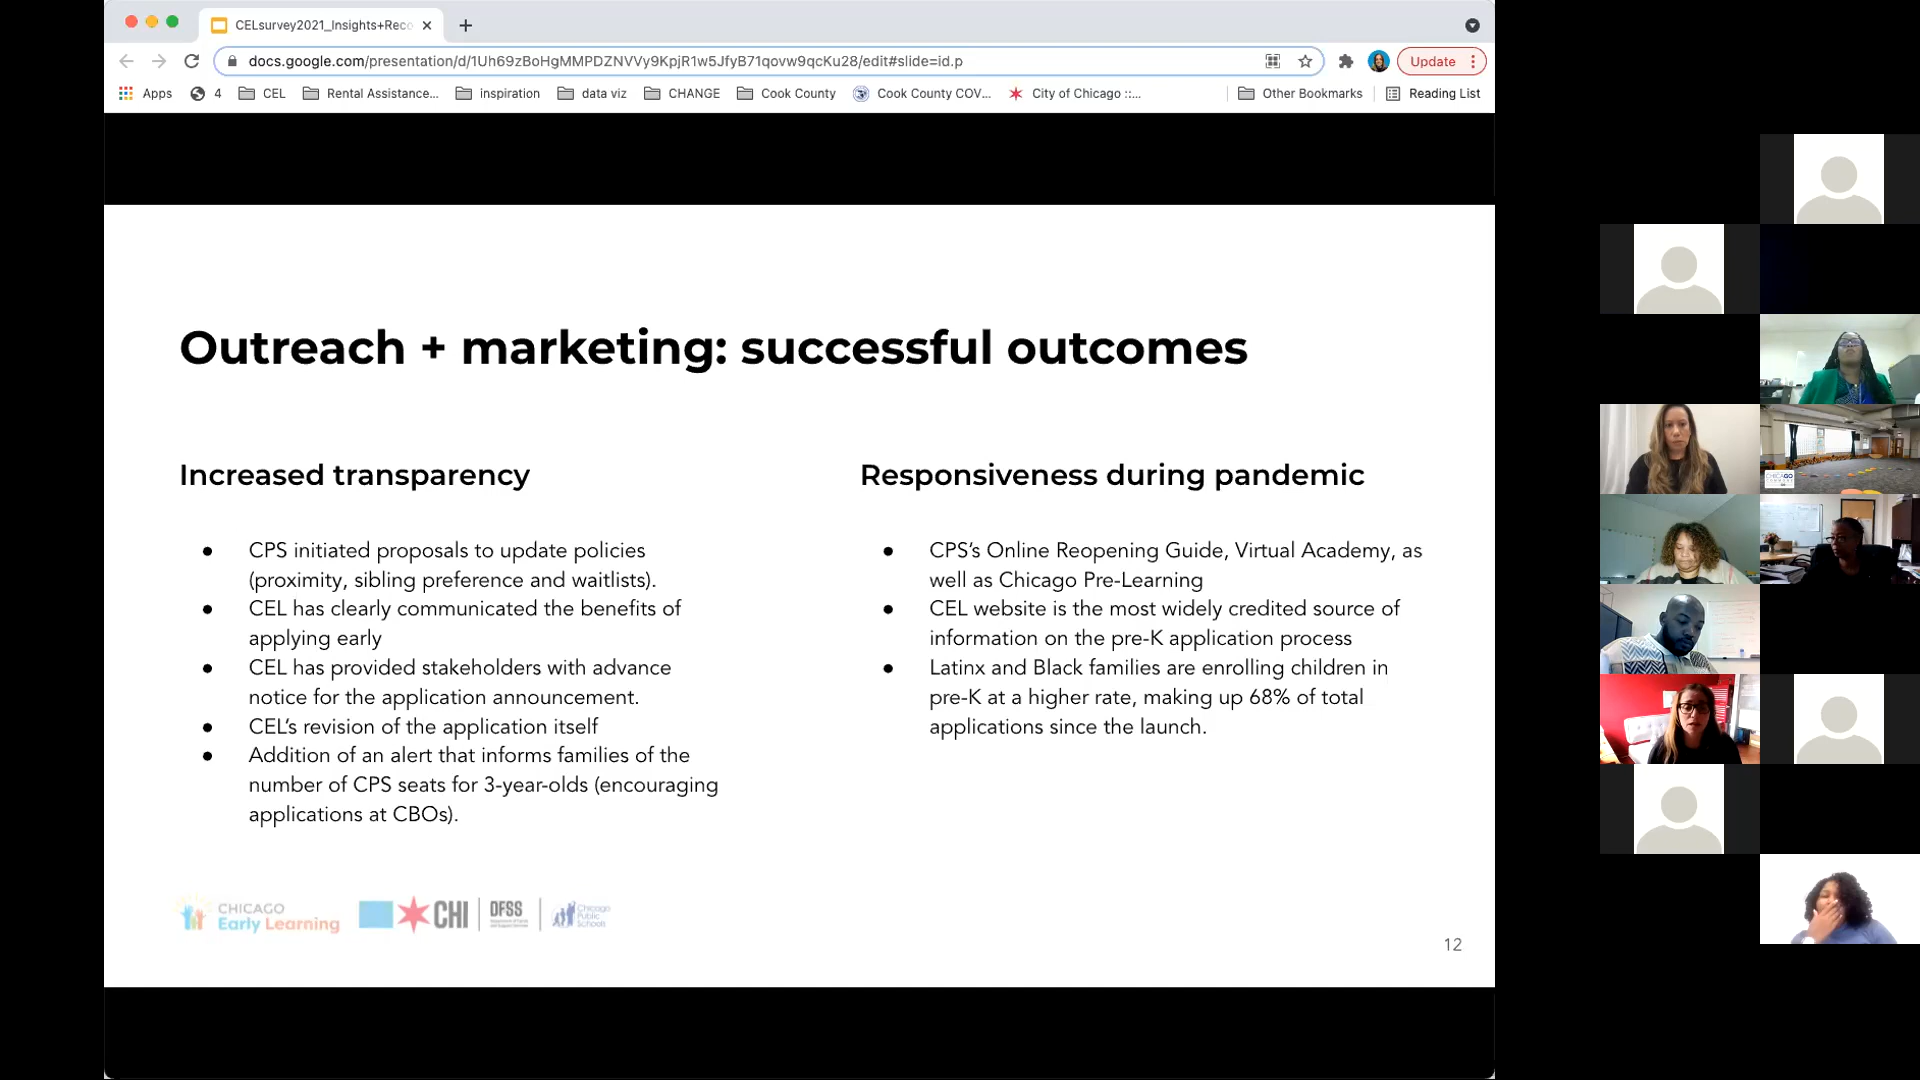 CELsurvey2021_Insights+Reco
docs.google.com/presentation/d/1Uh69zBoHgMMPDZNVVy9KpjR1w5JfyB71qovw9qcKu28/edit#slide=id.p
Update
Apps
4
CEL
Rental Assistance...
inspiration
data viz
CHANGE
Cook County
Cook County COV...
City of Chicago ::...
Other Bookmarks
Reading List
Outreach + marketing: successful outcomes
Increased transparency
● CPS initiated proposals to update policies
(proximity, sibling preference and waitlists).
● CEL has clearly communicated the benefits of
applying early
● CEL has provided stakeholders with advance
notice for the application announcement.
● CEL's revision of the application itself
● Addition of an alert that informs families of the
number of CPS seats for 3-year-olds (encouraging
applications at CBOs).
Responsiveness during pandemic
● CPS's Online Reopening Guide, Virtual Academy, as
well as Chicago Pre-Learning
● CEL website is the most widely credited source of
information on the pre-K application process
● Latinx and Black families are enrolling children in
pre-K at a higher rate, making up 68% of total
applications since the launch.
CHICAGO
Early Learning
CHI
DFSS
Chicago
Public
Schools
12
CHICAGO